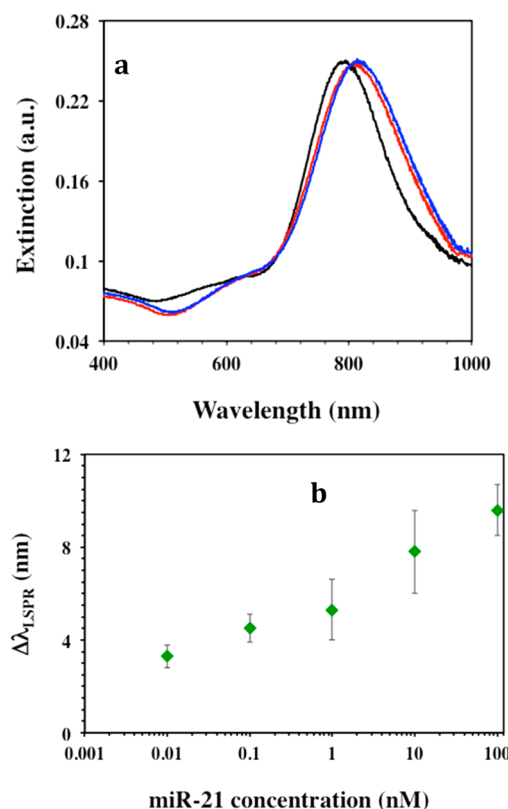 0.28
a
0.22
0.16
0.1
0.04
Extinction (a.u.)
400 600 800 1000
Wavelength (nm)
12
b
8
4
0
ΔλLSPR (nm)
0.001 0.01 0.1 1 10 100
miR-21 concentration (nM)